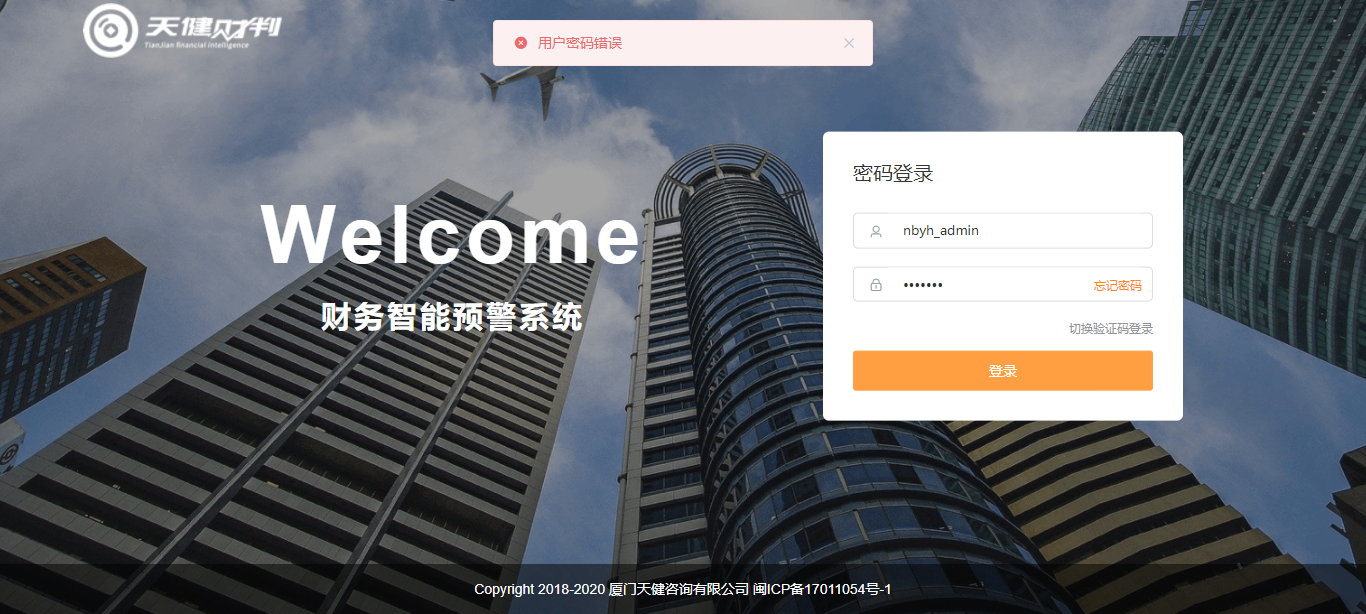 天健财判
TianJian financial intelligence
用户密码错误
密码登录
nbyh_admin
忘记密码
切换验证码登录
登录
Welcome
财务智能预警系统
Copyright 2018-2020 厦门天健咨询有限公司 闽ICP备17011054号-1